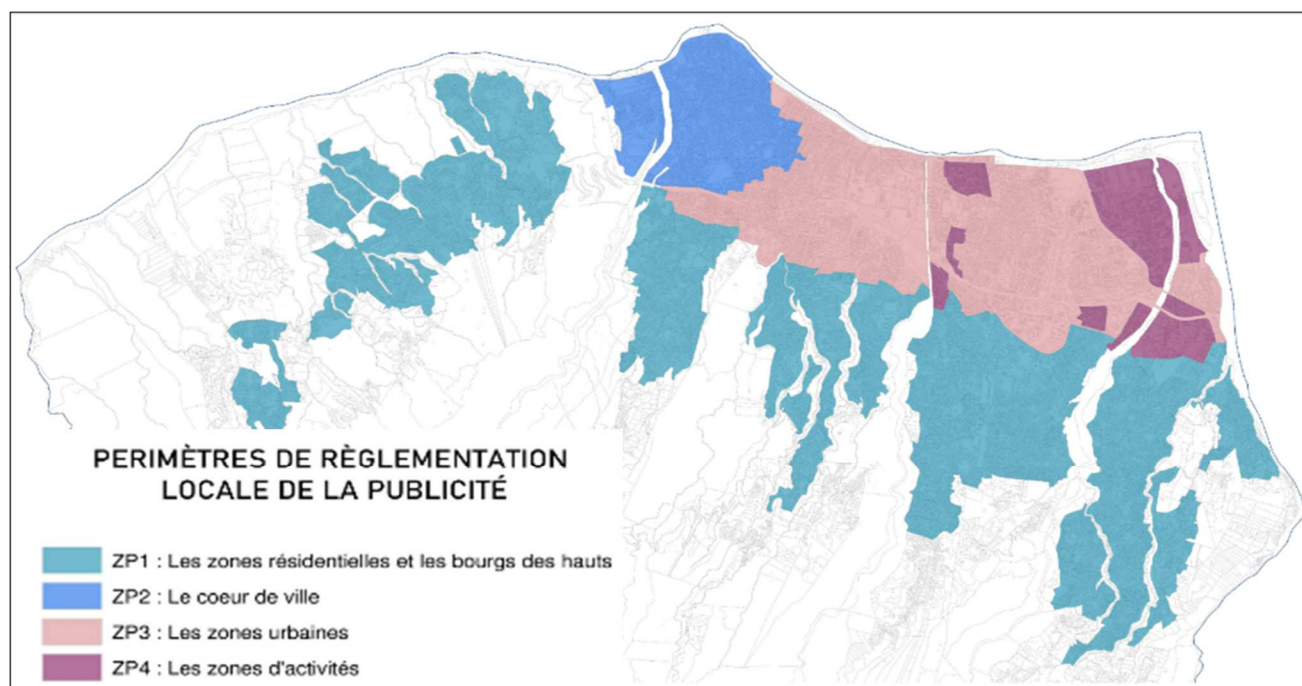 PERIMÈTRES DE RÈGLEMENTATION
LOCALE DE LA PUBLICITÉ
ZP1 : Les zones résidentielles et les bourgs des hauts
ZP2 : Le coeur de ville
ZP3 : Les zones urbaines
ZP4 : Les zones d'activités